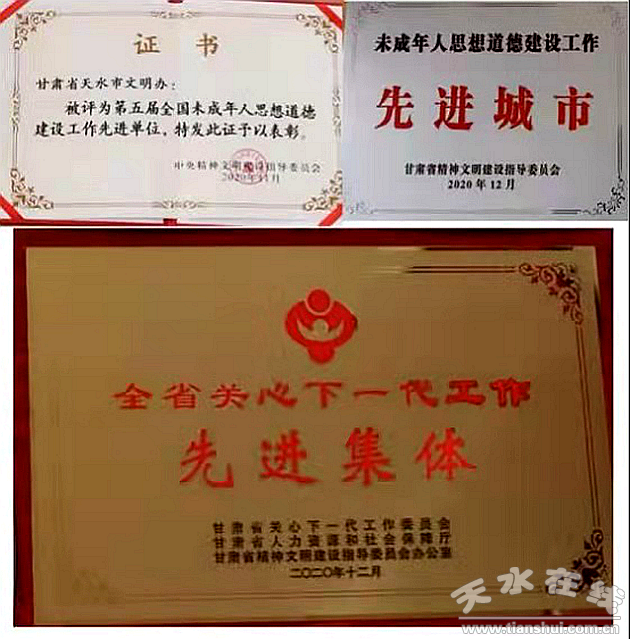 证书
甘肃省天水市文明办：
被评为第五届全国未成年人思想道德
建设工作先进单位，特发此证予以表彰。
中央精神文明建设指导委员会
2020年11月
未成年人思想道德建设工作
先进城市
甘肃省精神文明建设指导委员会
2020年12月
全省关心下一代工作
先进集体
甘肃省关心下一代工作委员会
甘肃省人力资源和社会保障厅
甘肃省精神文明建设指导委员会办公室
二〇二〇年十二月
天水在线
www.tianshui.com.cn